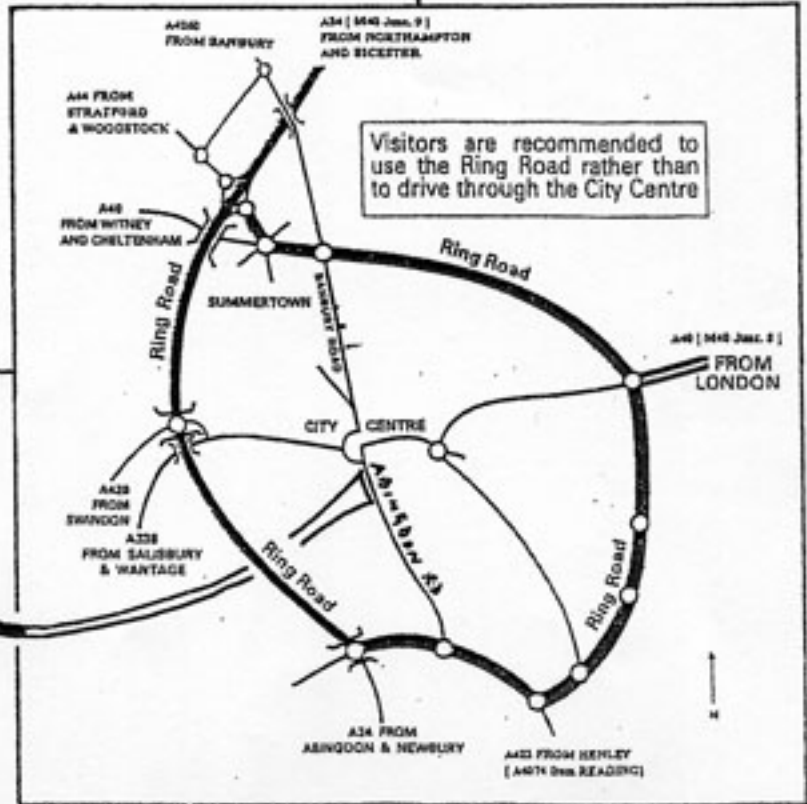 A4260
FROM BANBURY
A34 [ M40 Junc. 9 ]
FROM NORTHAMPTON
AND BICESTER
A44 FROM
STRATFORD
& WOODSTOCK
Visitors are recommended to
use the Ring Road rather than
to drive through the City Centre
A40
FROM WITNEY
AND CHELTENHAM
Ring Road
Ring Road
SUMMERTOWN
BANBURY ROAD
A40 [ M40 Junc. 8 ]
FROM
LONDON
CITY CENTRE
A420
FROM
SWINDON
A338
FROM SALISBURY
& WANTAGE
ABINGDON RD
Ring Road
Ring Road
N
A34 FROM
ABINGDON & NEWBURY
A423 FROM HENLEY
[ A4074 from READING]